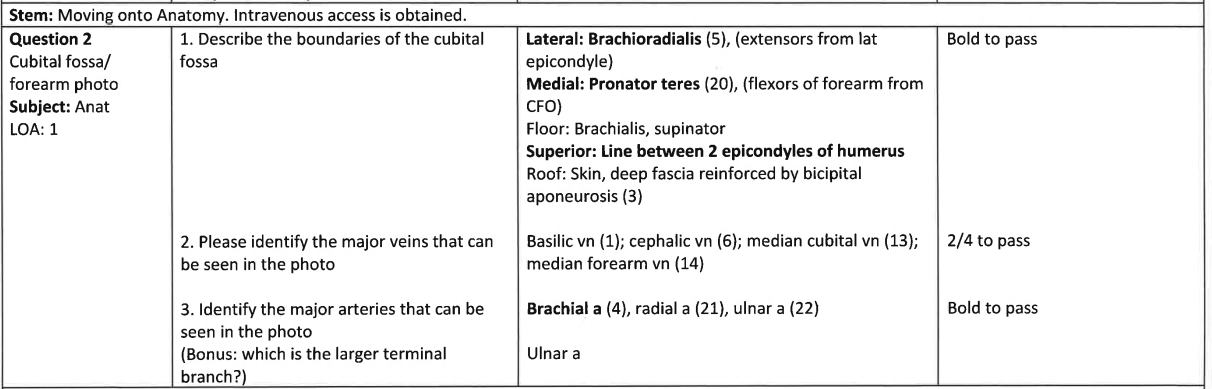 Stem: Moving onto Anatomy. Intravenous access is obtained.
Question 2
Cubital fossa/
forearm photo
Subject: Anat
LOA: 1
1. Describe the boundaries of the cubital
fossa
Lateral: Brachioradialis (5), (extensors from lat
epicondyle)
Medial: Pronator teres (20), (flexors of forearm from
CFO)
Floor: Brachialis, supinator
Superior: Line between 2 epicondyles of humerus
Roof: Skin, deep fascia reinforced by bicipital
aponeurosis (3)
Bold to pass
2. Please identify the major veins that can
be seen in the photo
Basilic vn (1); cephalic vn (6); median cubital vn (13);
median forearm vn (14)
2/4 to pass
3. Identify the major arteries that can be
seen in the photo
(Bonus: which is the larger terminal
branch?)
Brachial a (4), radial a (21), ulnar a (22)
Ulnar a
Bold to pass